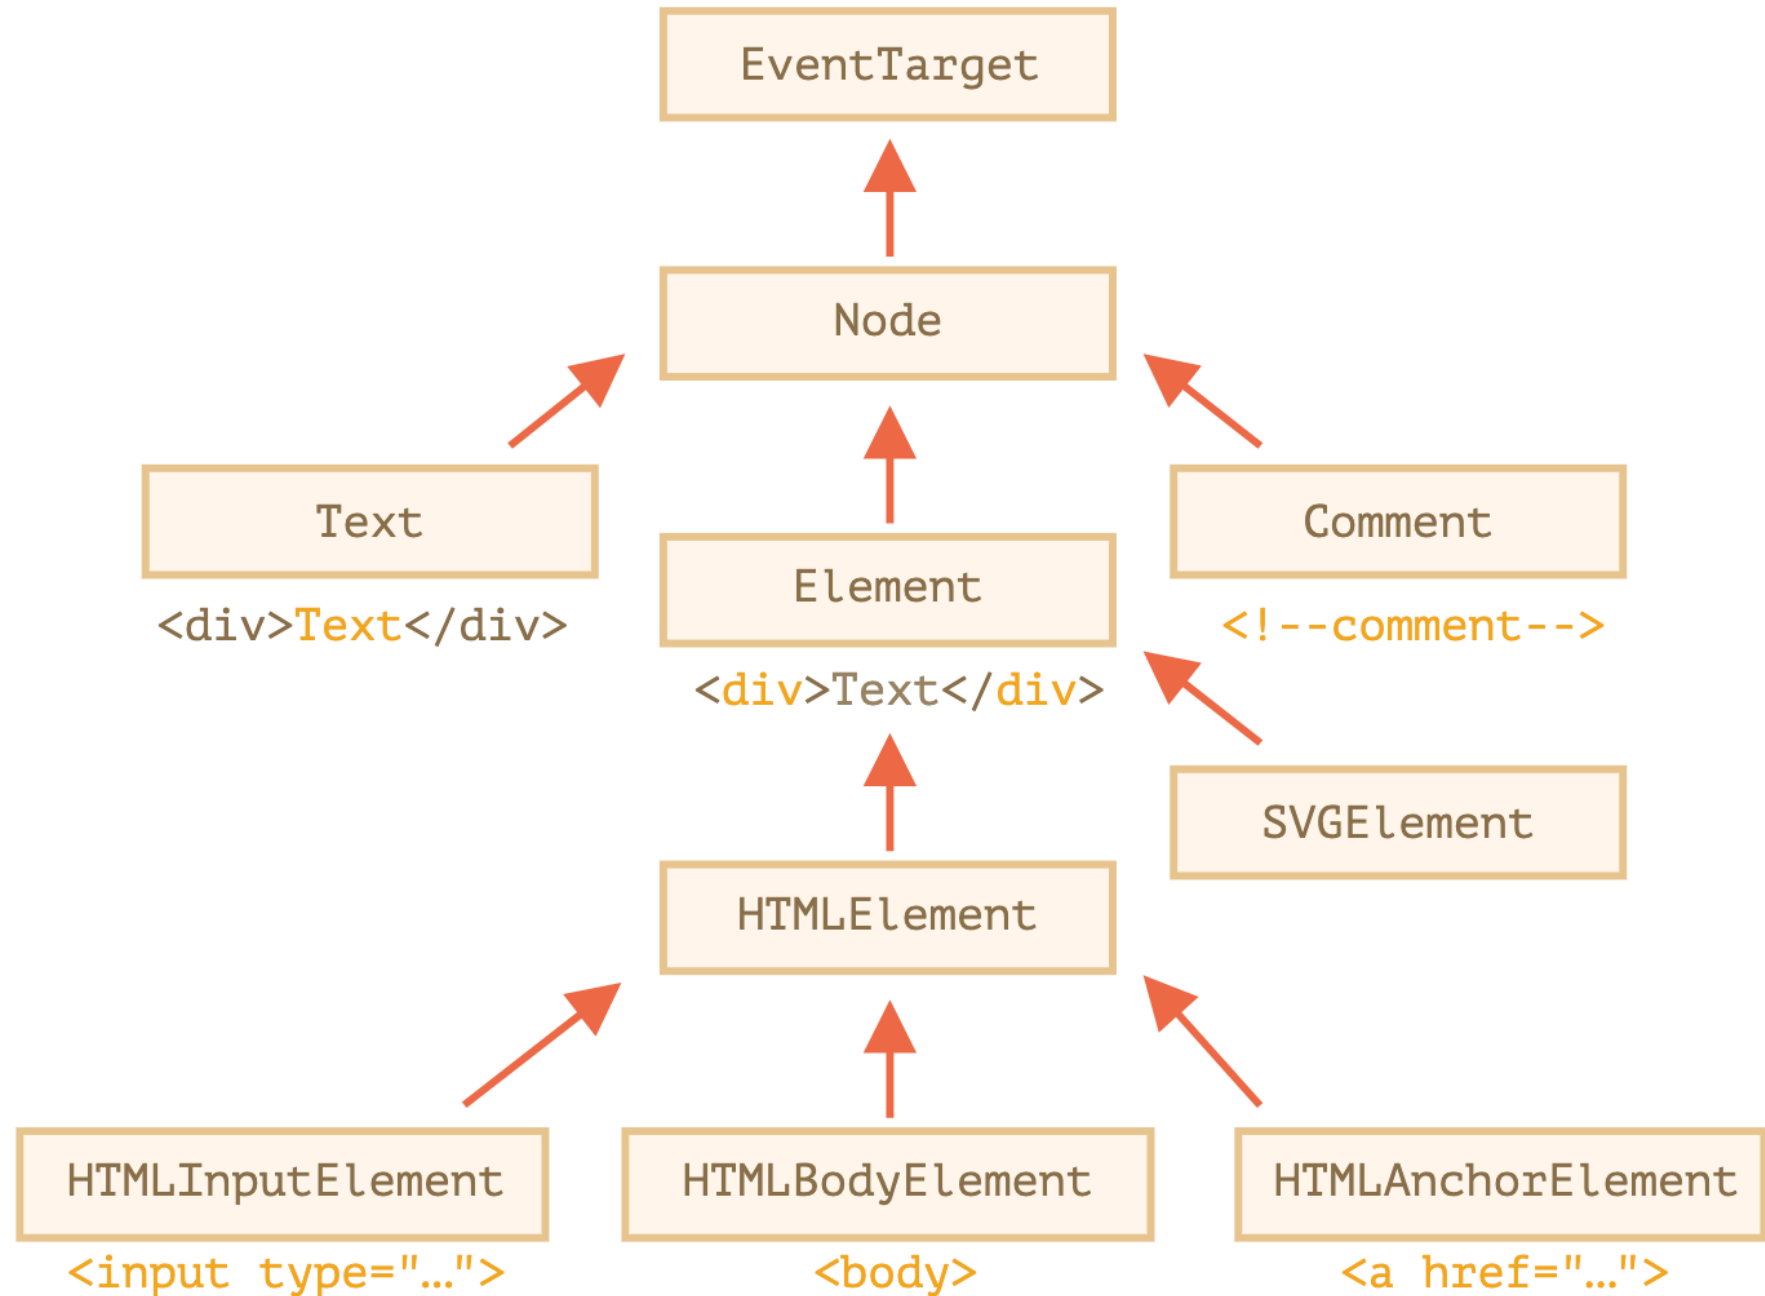 EventTarget
Node
Text
<div>Text</div>
Element
<div>Text</div>
Comment
<!--comment-->
SVGElement
HTMLElement
HTMLInputElement
<input type="…">
HTMLBodyElement
<body>
HTMLAnchorElement
<a href="…">